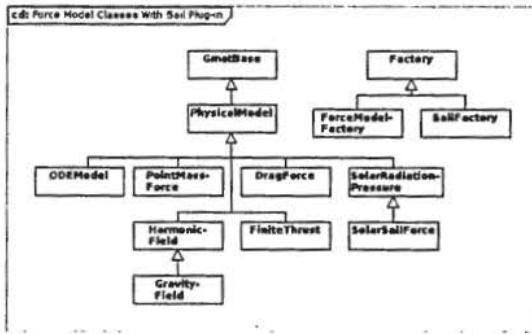 cd: Force Model Classes With Sail Plug-in
GmatBase
Factory
PhysicalModel
ForceModel-
Factory
SailFactory
ODEModel
PointMass-
Force
DragForce
SolarRadiation-
Pressure
Harmonic-
Field
FiniteThrust
SolarSailForce
Gravity-
Field